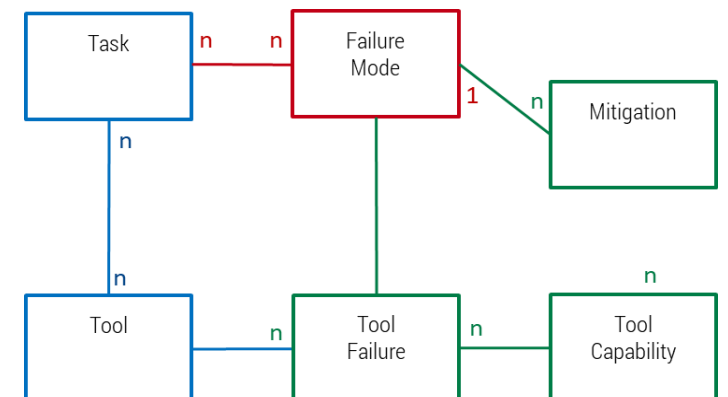 Task
n
n
Failure
Mode
1
n
Mitigation
n
n
n
Tool
n
Tool
Failure
n
Tool
Capability